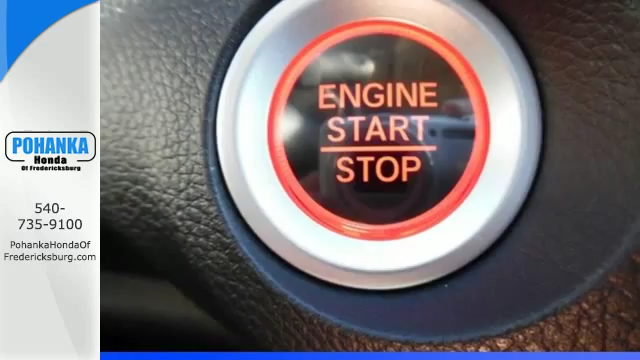 POHANKA
Honda
Of Fredericksburg
540-
735-9100
PohankaHondaOf
Fredericksburg.com
ENGINE
START
STOP